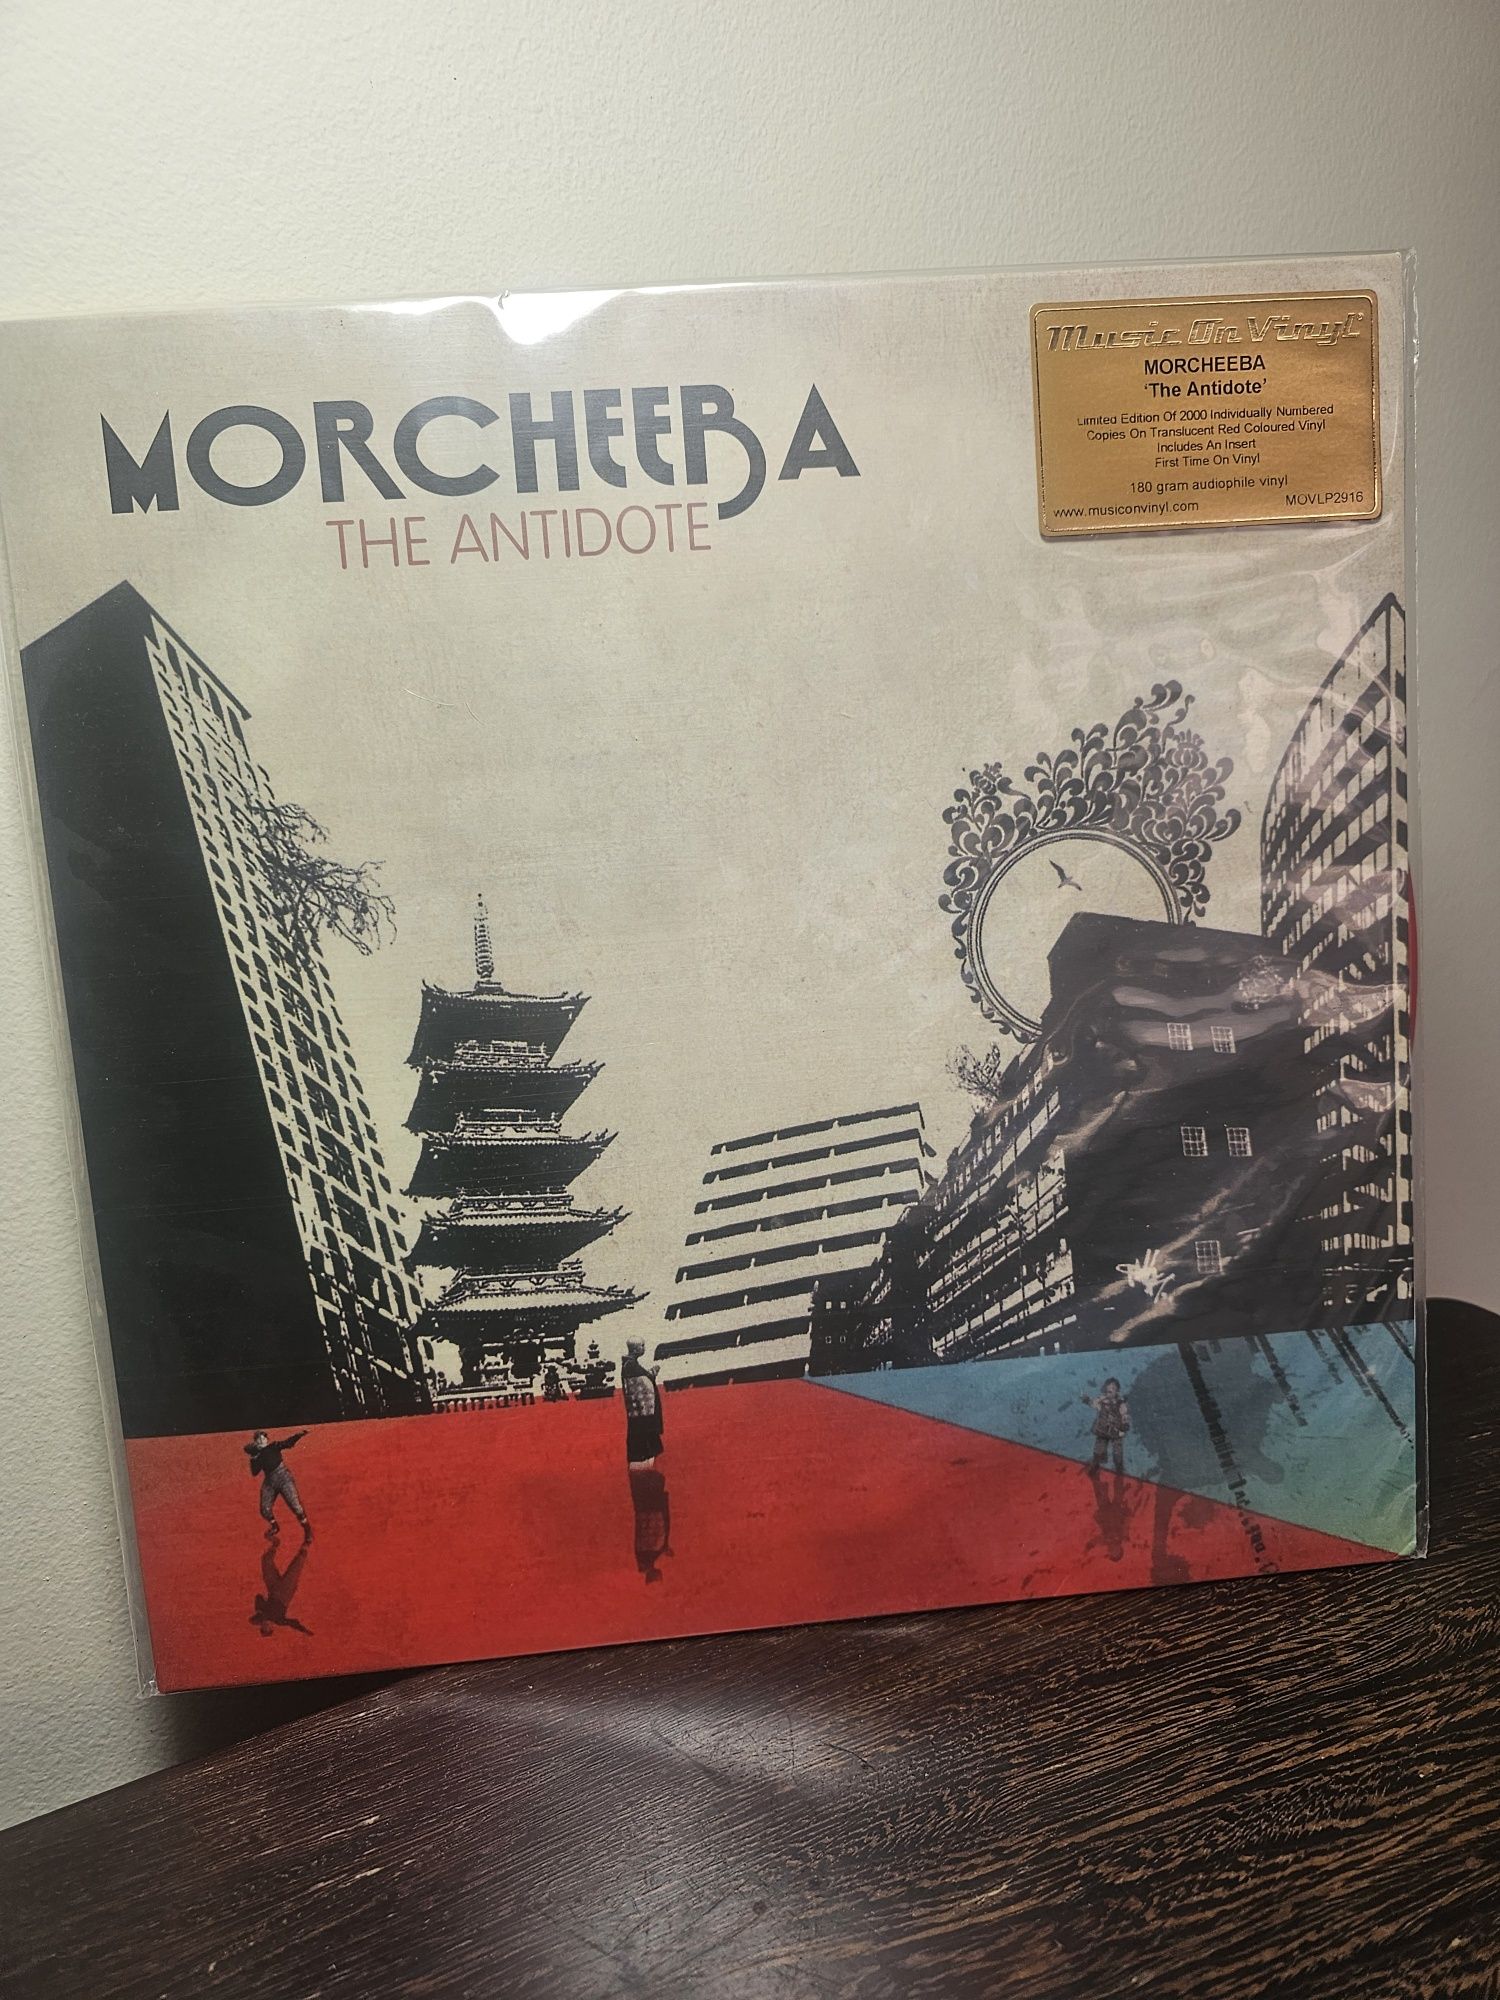 MORCHEEBA
THE ANTIDOTE
Music On Vinyl
MORCHEEBA
'The Antidote'
Limited Edition Of 2000 Individually Numbered
Copies On Translucent Red Coloured Vinyl
Includes An Insert
First Time On Vinyl
180 gram audiophile vinyl
www.musiconvinyl.com MOVLP2916